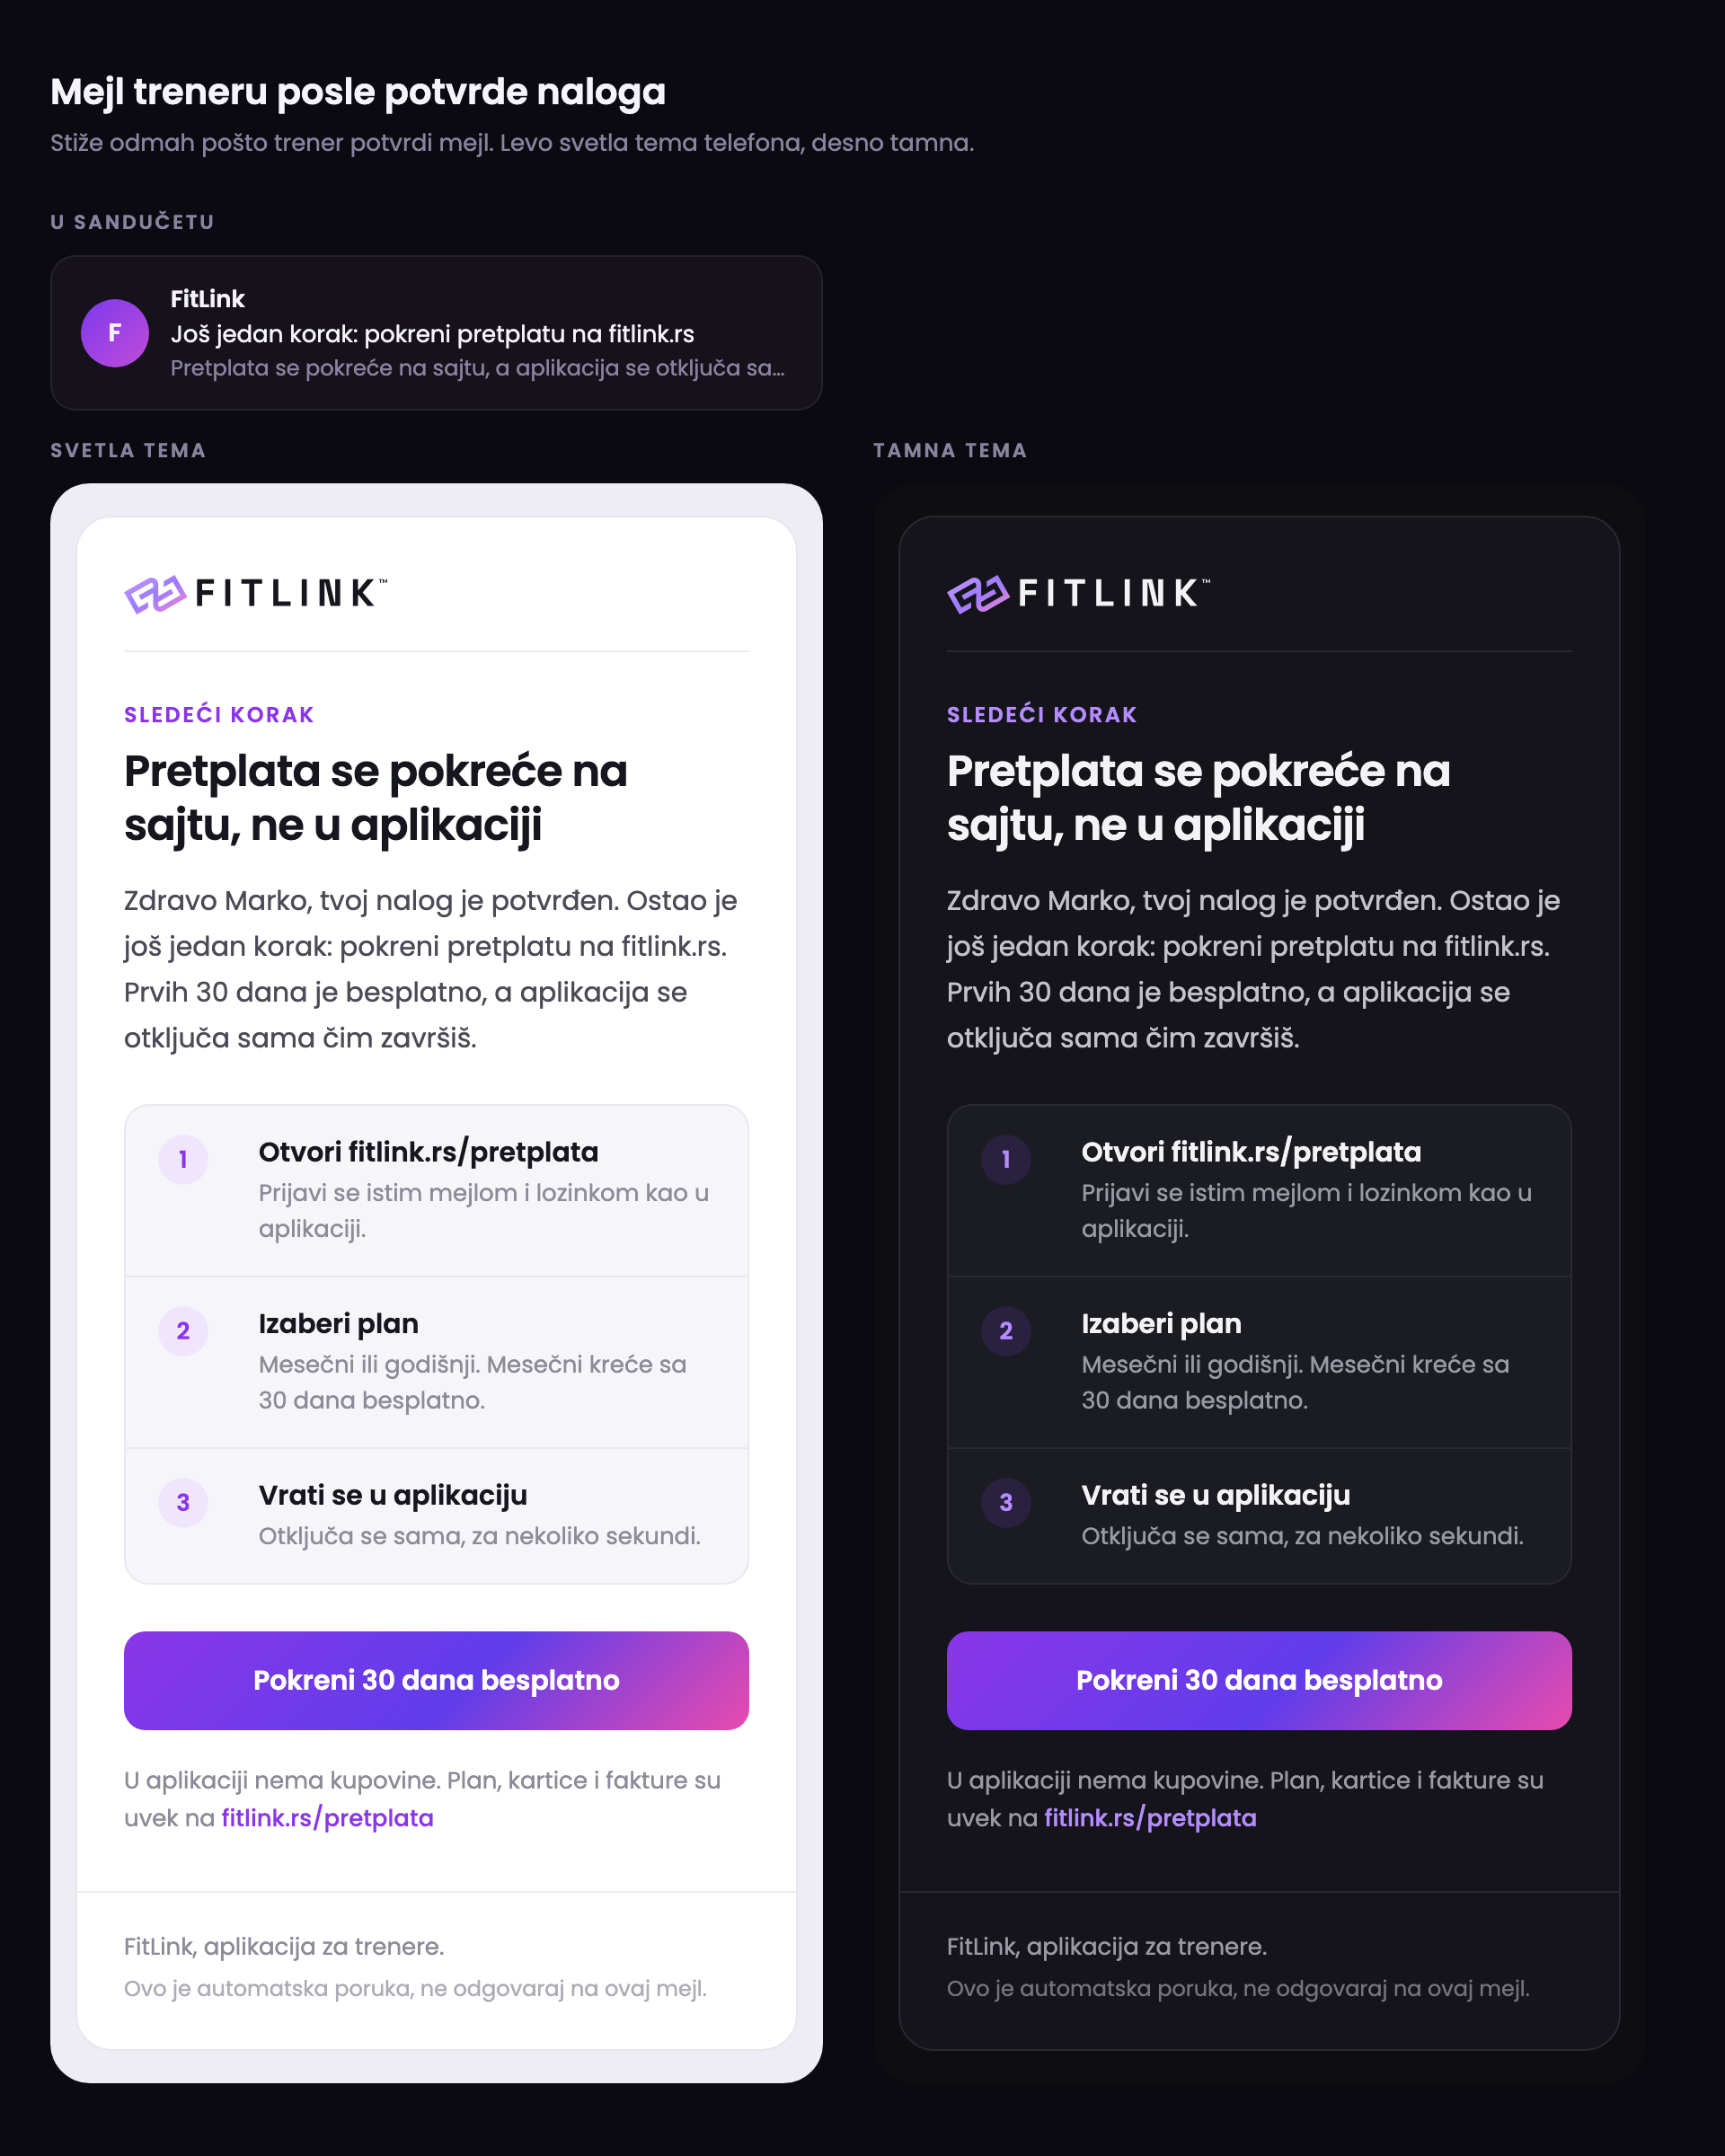 Mejl treneru posle potvrde naloga
Stiže odmah pošto trener potvrdi mejl. Levo svetla tema telefona, desno tamna.
U SANDUČETU
F
FitLink
Još jedan korak: pokreni pretplatu na fitlink.rs
Pretplata se pokreće na sajtu, a aplikacija se otključa sa...
SVETLA TEMA
FITLINK™
SLEDEĆI KORAK
Pretplata se pokreće na
sajtu, ne u aplikaciji
Zdravo Marko, tvoj nalog je potvrđen. Ostao je
još jedan korak: pokreni pretplatu na fitlink.rs.
Prvih 30 dana je besplatno, a aplikacija se
otključa sama čim završiš.
1
Otvori fitlink.rs/pretplata
Prijavi se istim mejlom i lozinkom kao u
aplikaciji.
2
Izaberi plan
Mesečni ili godišnji. Mesečni kreće sa
30 dana besplatno.
3
Vrati se u aplikaciju
Otključa se sama, za nekoliko sekundi.
Pokreni 30 dana besplatno
U aplikaciji nema kupovine. Plan, kartice i fakture su
uvek na fitlink.rs/pretplata
FitLink, aplikacija za trenere.
Ovo je automatska poruka, ne odgovaraj na ovaj mejl.
TAMNA TEMA
FITLINK™
SLEDEĆI KORAK
Pretplata se pokreće na
sajtu, ne u aplikaciji
Zdravo Marko, tvoj nalog je potvrđen. Ostao je
još jedan korak: pokreni pretplatu na fitlink.rs.
Prvih 30 dana je besplatno, a aplikacija se
otključa sama čim završiš.
1
Otvori fitlink.rs/pretplata
Prijavi se istim mejlom i lozinkom kao u
aplikaciji.
2
Izaberi plan
Mesečni ili godišnji. Mesečni kreće sa
30 dana besplatno.
3
Vrati se u aplikaciju
Otključa se sama, za nekoliko sekundi.
Pokreni 30 dana besplatno
U aplikaciji nema kupovine. Plan, kartice i fakture su
uvek na fitlink.rs/pretplata
FitLink, aplikacija za trenere.
Ovo je automatska poruka, ne odgovaraj na ovaj mejl.